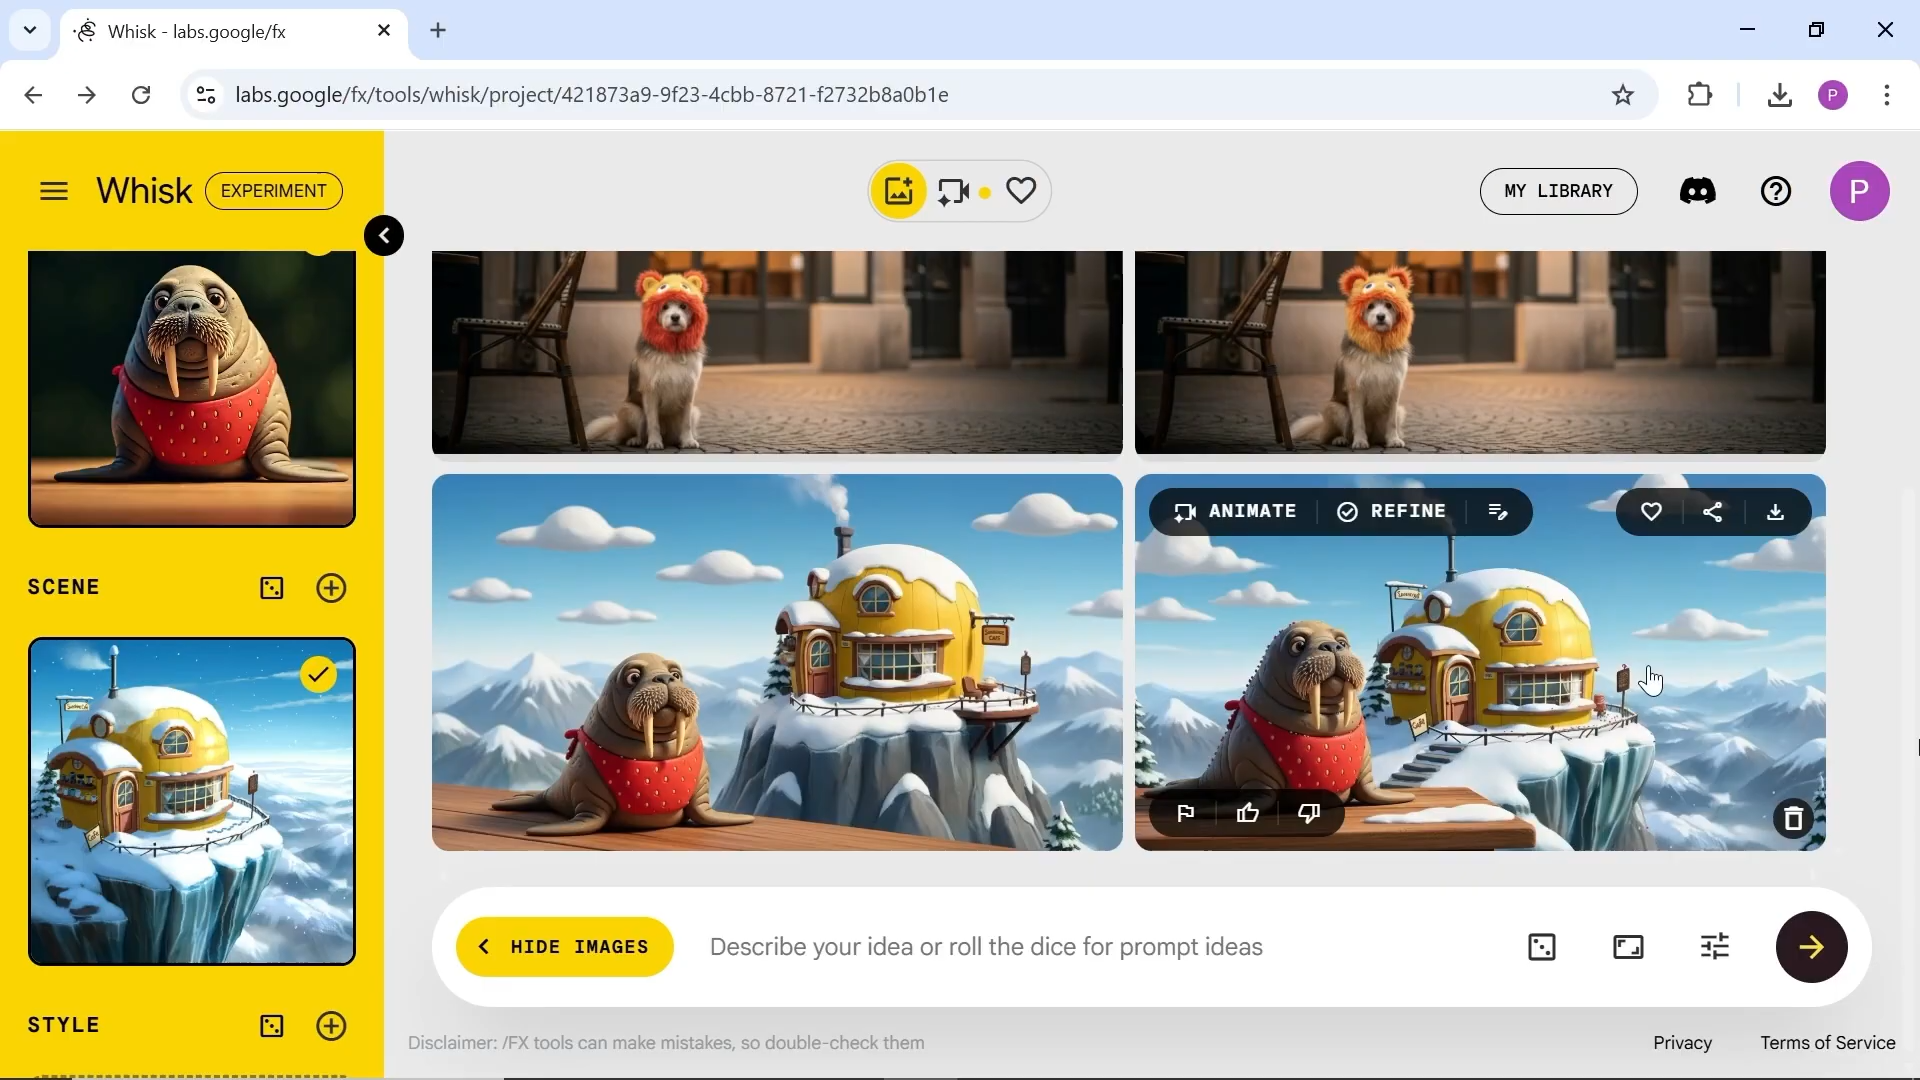 Whisk - labs.google/fx
labs.google/fx/tools/whisk/project/421873a9-9f23-4cbb-8721-f2732b8a0b1e
P
Whisk
EXPERIMENT
MY LIBRARY
P
ANIMATE
REFINE
SCENE
HIDE IMAGES
Describe your idea or roll the dice for prompt ideas
STYLE
Disclaimer: /FX tools can make mistakes, so double-check them
Privacy
Terms of Service